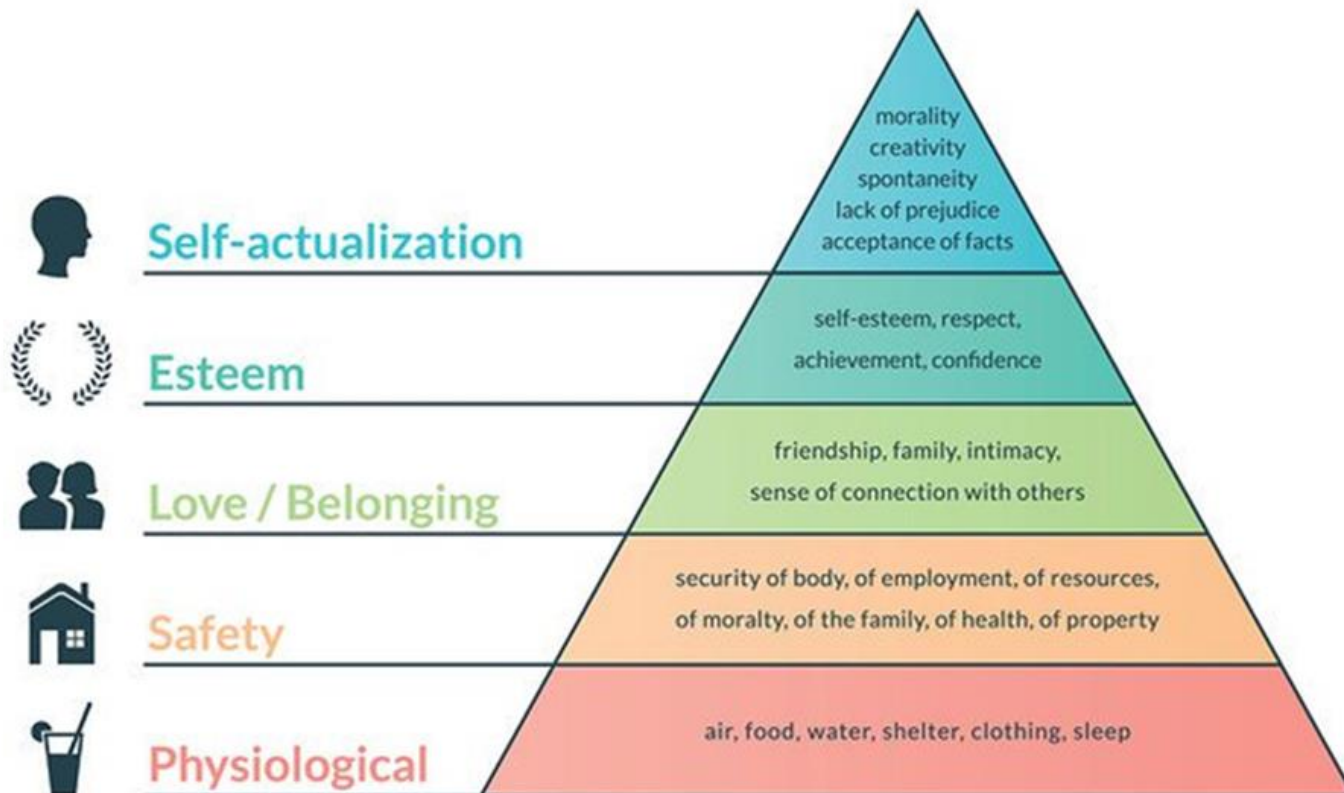 morality
creativity
spontaneity
lack of prejudice
acceptance of facts
Self-actualization
self-esteem, respect,
achievement, confidence
Esteem
friendship, family, intimacy,
sense of connection with others
Love / Belonging
security of body, of employment, of resources,
of moralty, of the family, of health, of property
Safety
air, food, water, shelter, clothing, sleep
Physiological